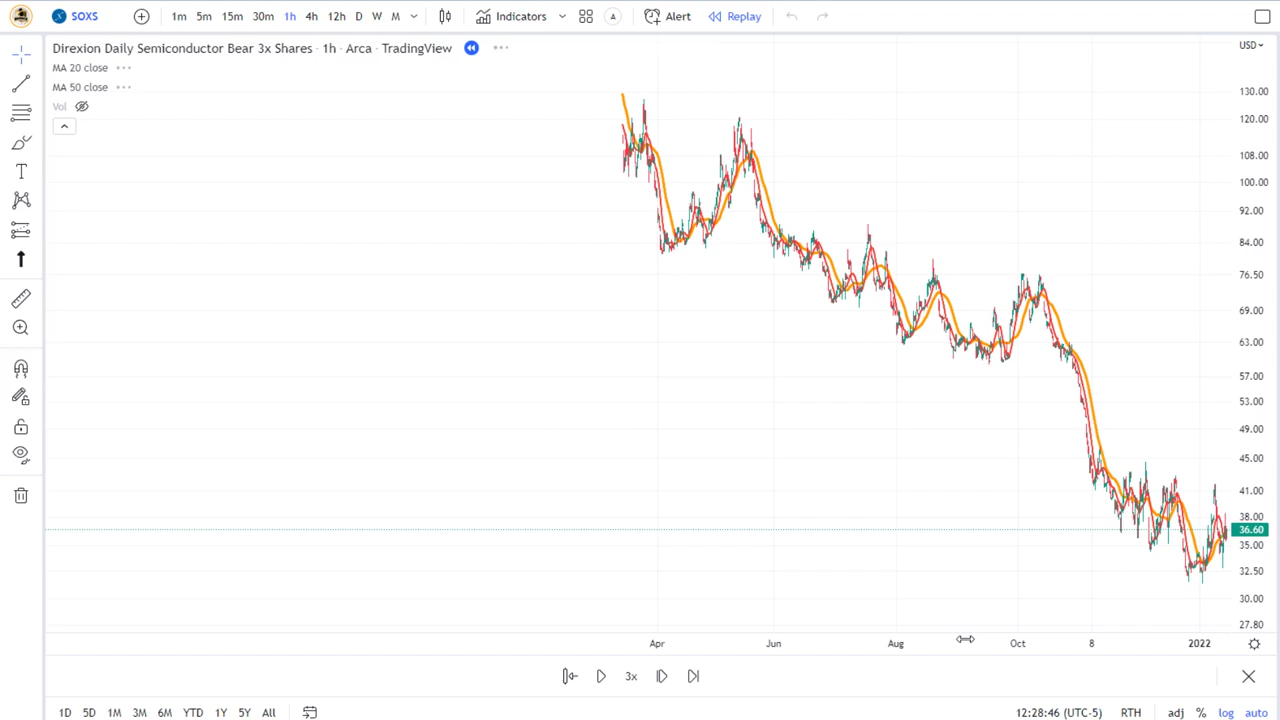 SOXS 1m 5m 15m 30m 1h 4h 12h D W M Indicators A Alert Replay
Direxion Daily Semiconductor Bear 3x Shares · 1h · Arca · TradingView
USD
MA 20 close
MA 50 close
Vol
130.00
120.00
108.00
100.00
92.00
84.00
76.50
69.00
63.00
57.00
53.00
49.00
45.00
41.00
38.00
36.60
35.00
32.50
30.00
27.80
Apr Jun Aug Oct 8 2022
3x
1D 5D 1M 3M 6M YTD 1Y 5Y All 12:28:46 (UTC-5) RTH adj % log auto